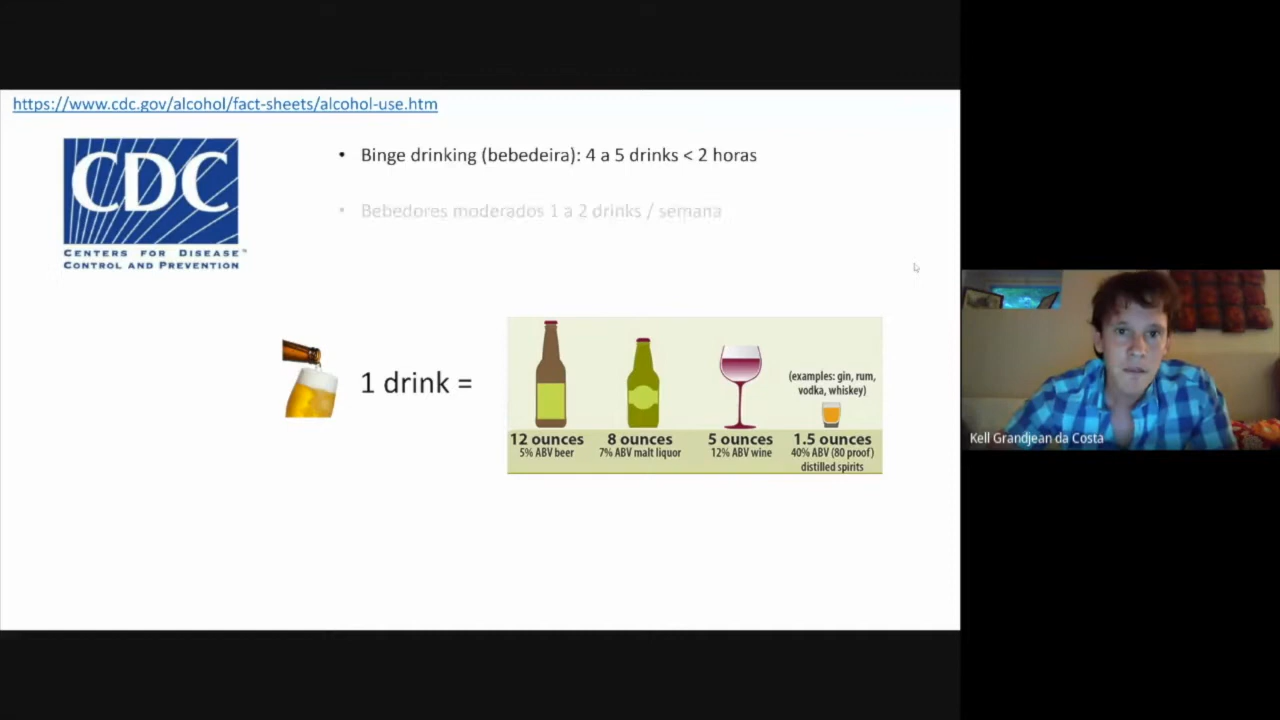 https://www.cdc.gov/alcohol/fact-sheets/alcohol-use.htm
CDC
CENTERS FOR DISEASE™
CONTROL AND PREVENTION
• Binge drinking (bebedeira): 4 a 5 drinks < 2 horas
• Bebedores moderados 1 a 2 drinks / semana
1 drink =
(examples: gin, rum,
vodka, whiskey)
12 ounces
5% ABV beer
8 ounces
7% ABV malt liquor
5 ounces
12% ABV wine
1.5 ounces
40% ABV (80 proof)
distilled spirits
Kell Grandjean da Costa